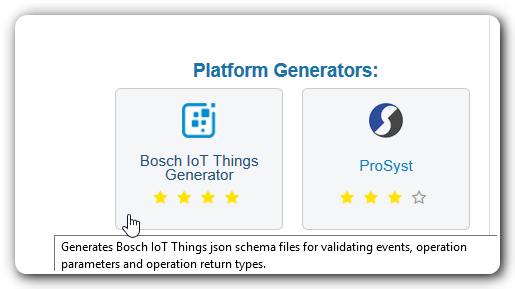 Platform Generators:
Bosch IoT Things
Generator
ProSyst
Generates Bosch IoT Things json schema files for validating events, operation
parameters and operation return types.